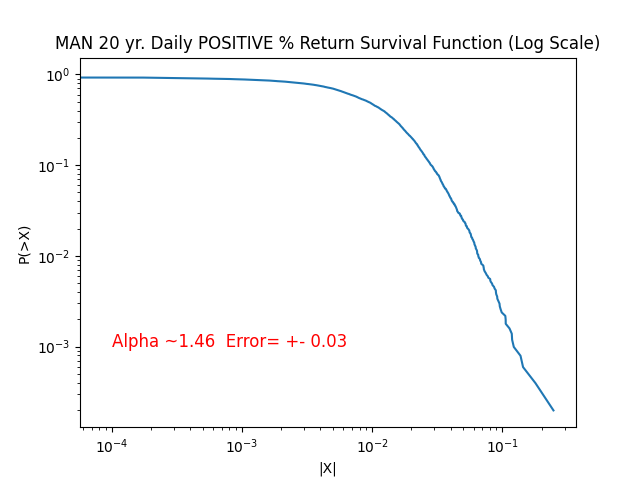 MAN 20 yr. Daily POSITIVE % Return Survival Function (Log Scale)
10⁰
10⁻¹
10⁻²
10⁻³
P(>X)
Alpha ~1.46  Error= +- 0.03
10⁻⁴ 10⁻³ 10⁻² 10⁻¹
|X|